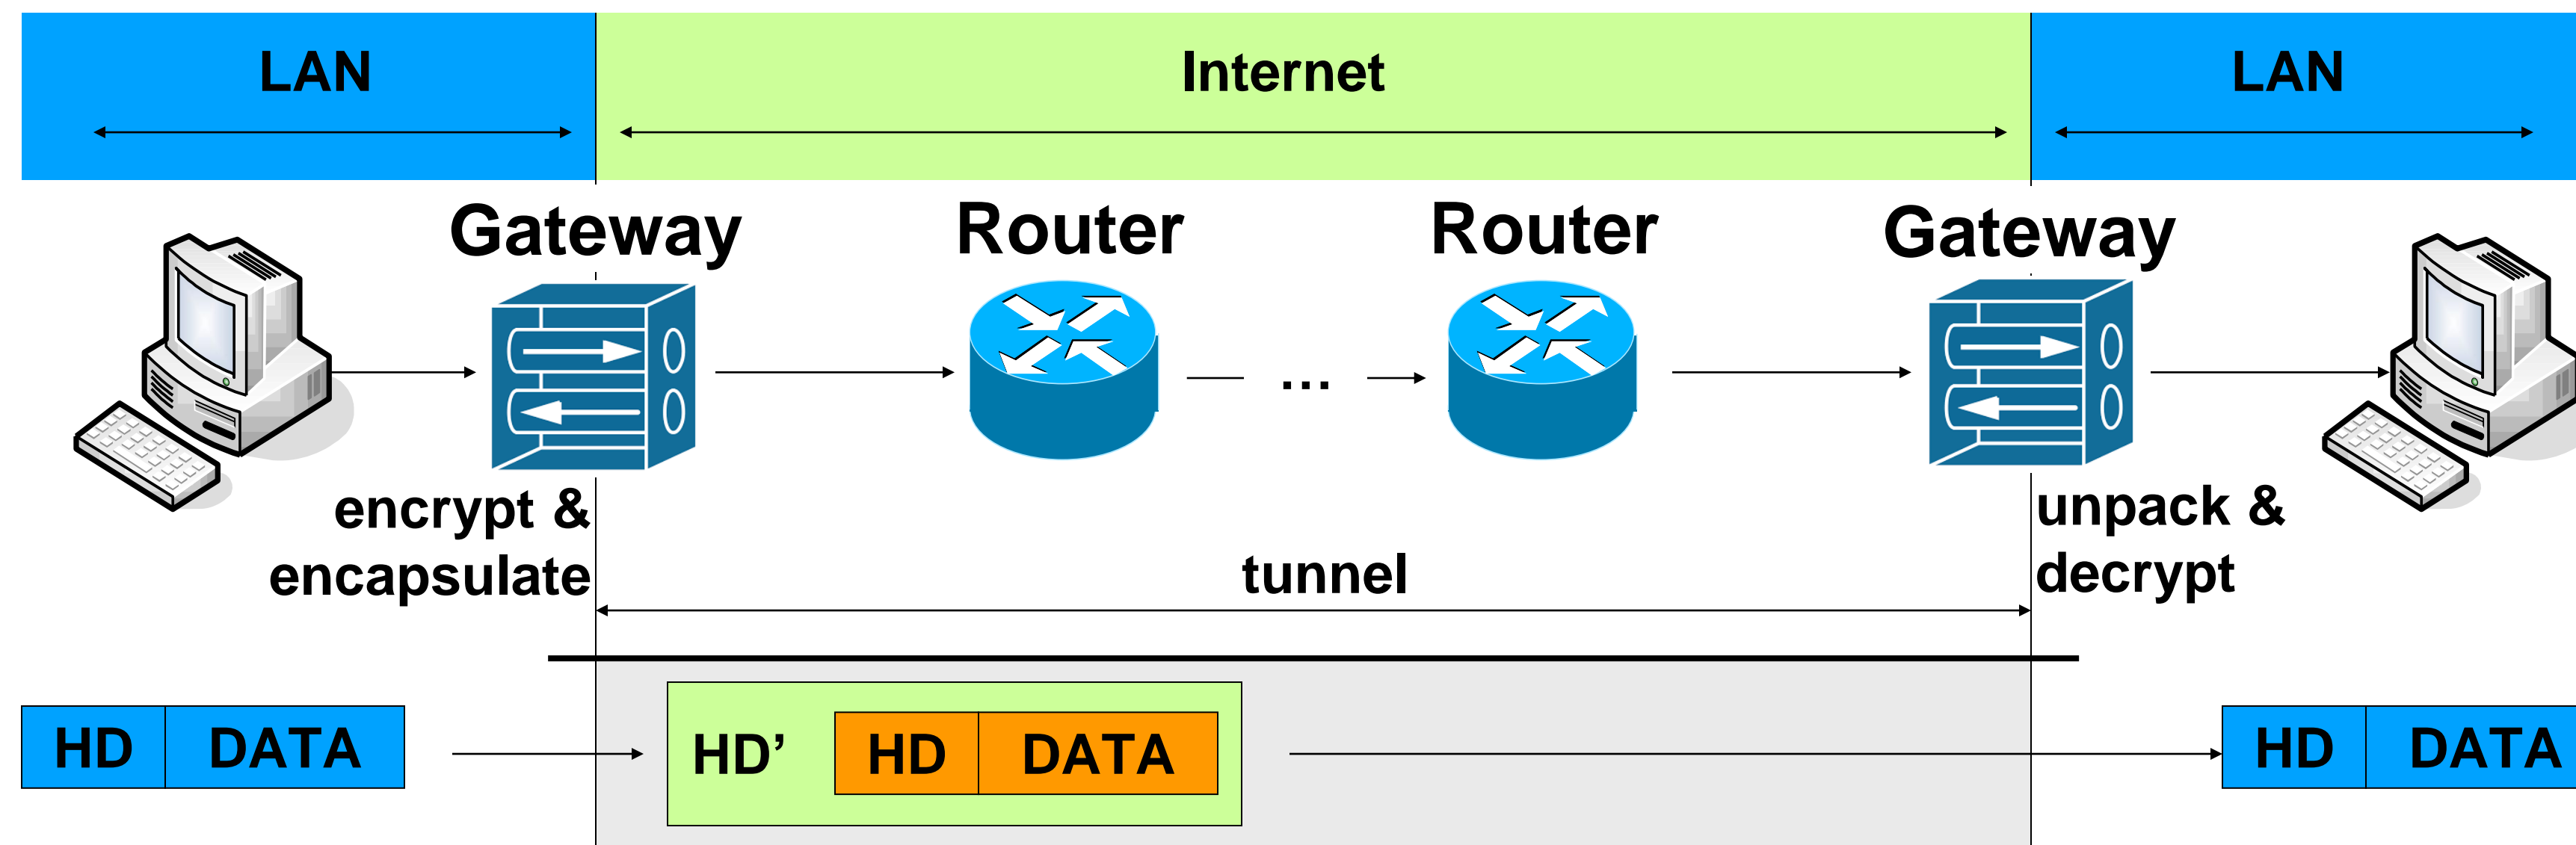 LAN
Internet
LAN
Gateway
Router
Router
Gateway
...
encrypt &
encapsulate
tunnel
unpack &
decrypt
HD DATA
HD’ HD DATA
HD DATA